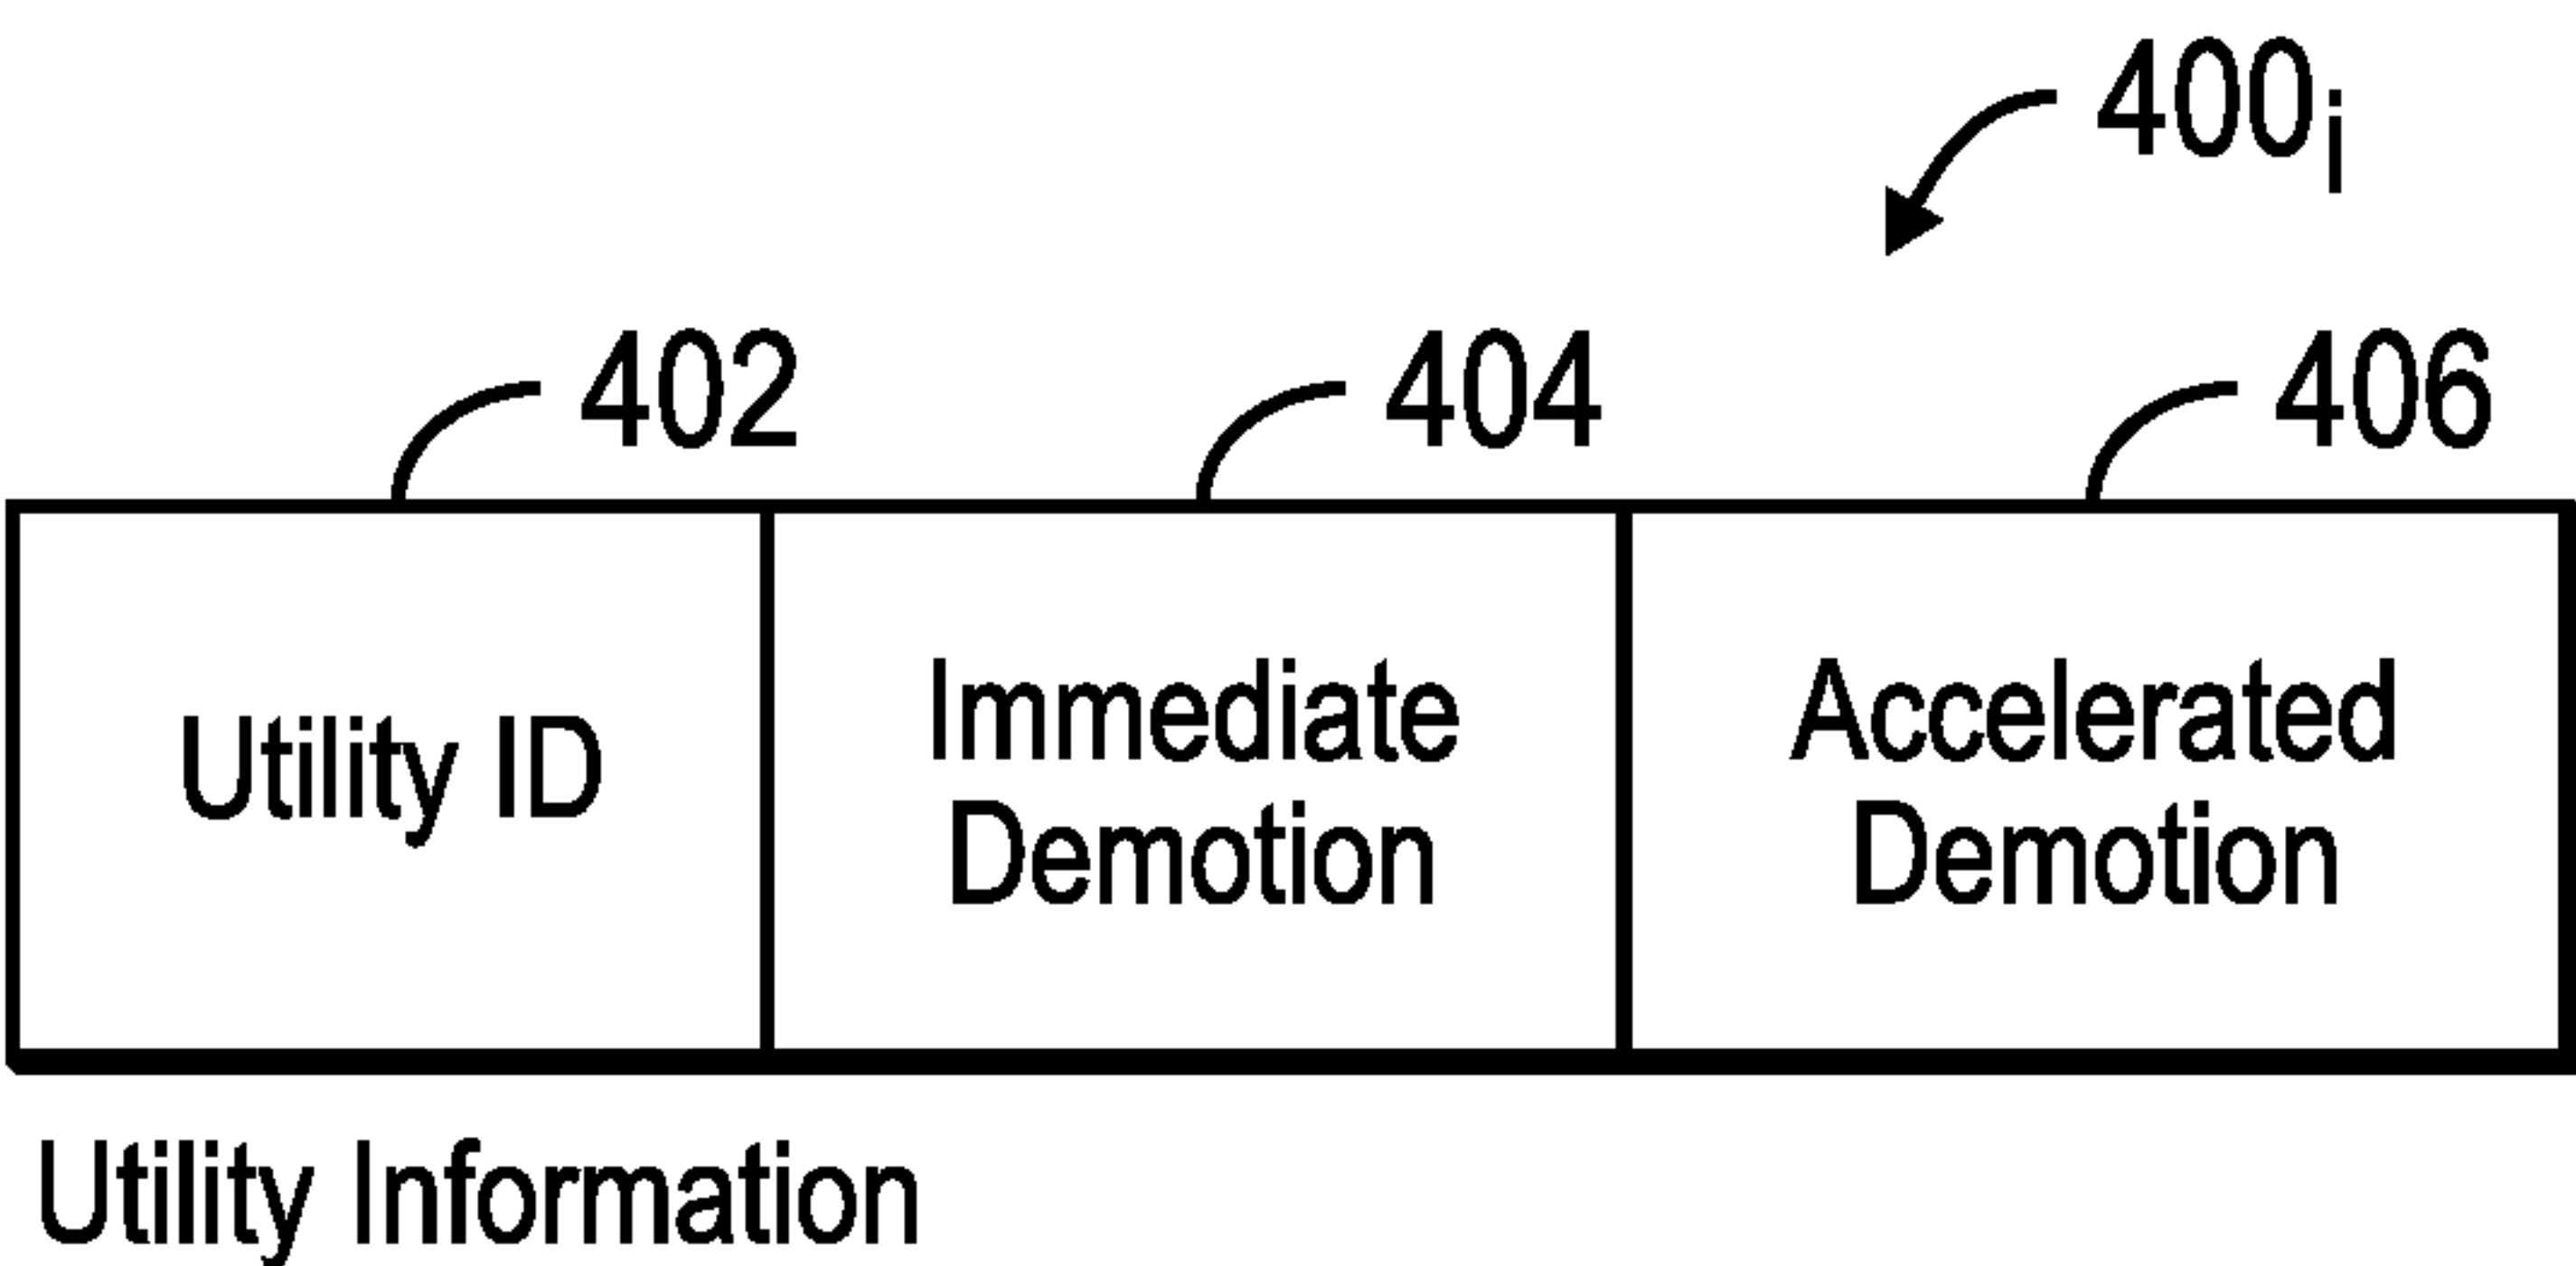 400i
402 404 406
Utility ID
Immediate
Demotion
Accelerated
Demotion
Utility Information